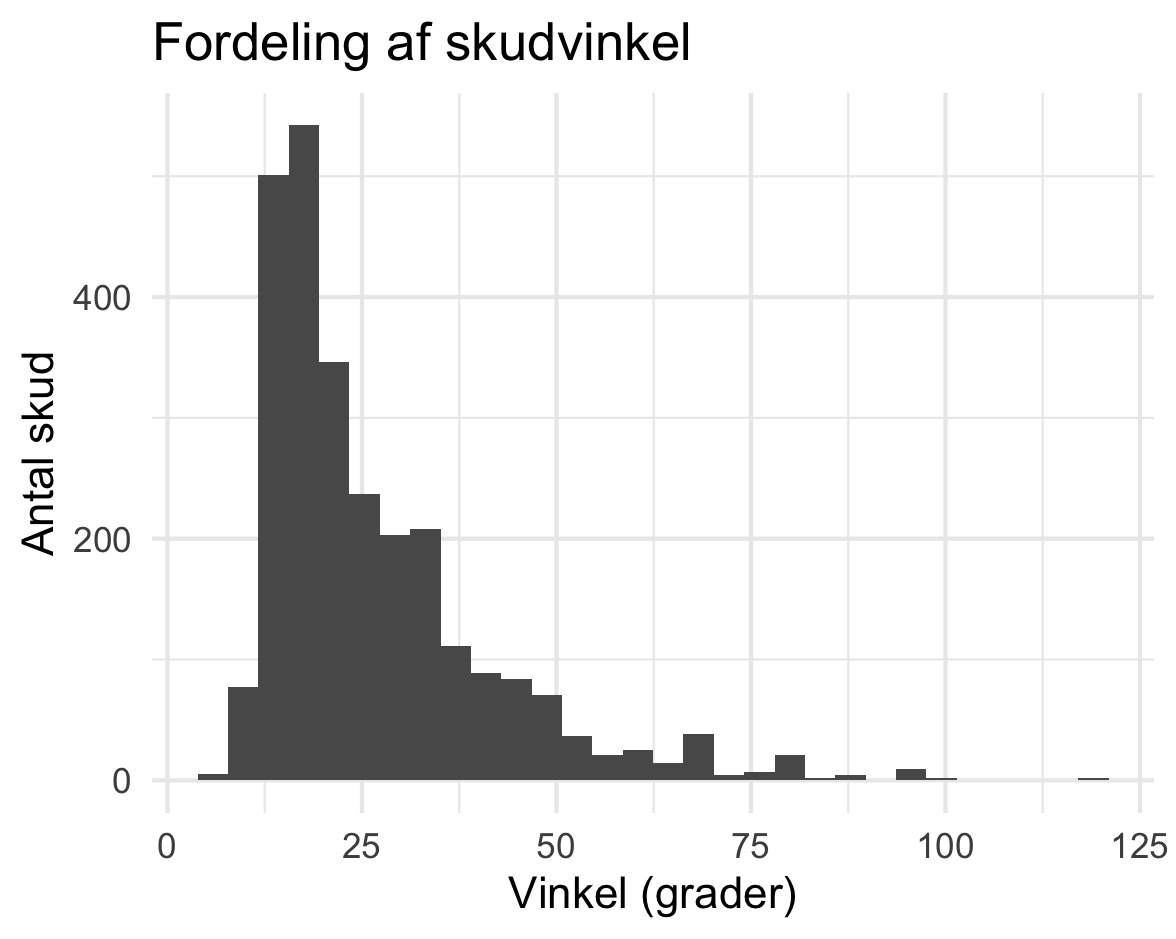 Fordeling af skudvinkel
Antal skud
400
200
0
0 25 50 75 100 125
Vinkel (grader)